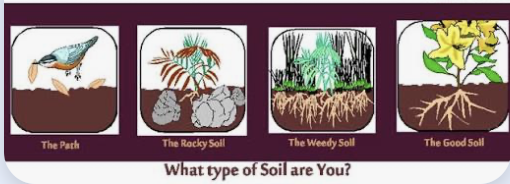 The Path
The Rocky Soil
The Weedy Soil
The Good Soil
What type of Soil are You?